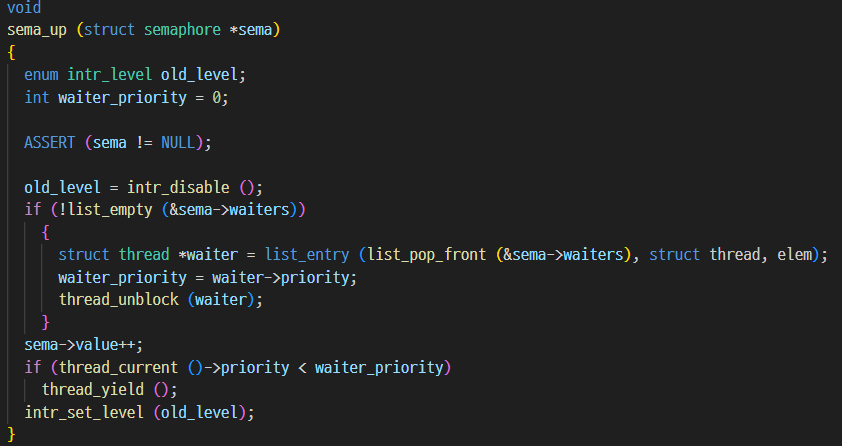 void
sema_up (struct semaphore *sema)
{
  enum intr_level old_level;
  int waiter_priority = 0;

  ASSERT (sema != NULL);

  old_level = intr_disable ();
  if (!list_empty (&sema->waiters))
    {
      struct thread *waiter = list_entry (list_pop_front (&sema->waiters), struct thread, elem);
      waiter_priority = waiter->priority;
      thread_unblock (waiter);
    }
  sema->value++;
  if (thread_current ()->priority < waiter_priority)
    thread_yield ();
  intr_set_level (old_level);
}